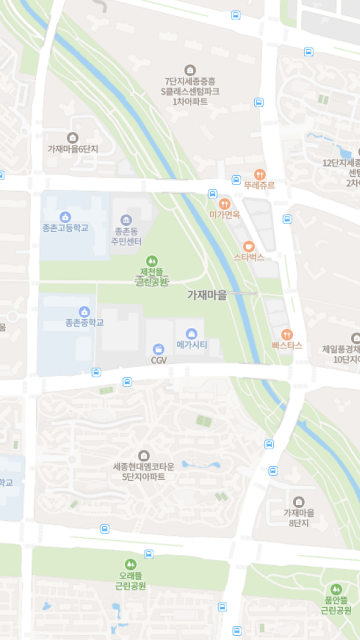 7단지세종중흥
S클래스센텀파크
1차아파트
가재마을6단지
12단지세종
센텀
2차아
뚜레쥬르
미가면옥
종촌고등학교
종촌동
주민센터
스타벅스
제천뜰
근린공원
가재마을
종촌중학교
메가시티
CGV
빠스타스
제일풍경채
10단지
세종현대엠코타운
5단지아파트
학교
가재마을
8단지
오래뜰
근린공원
품안뜰
근린공원